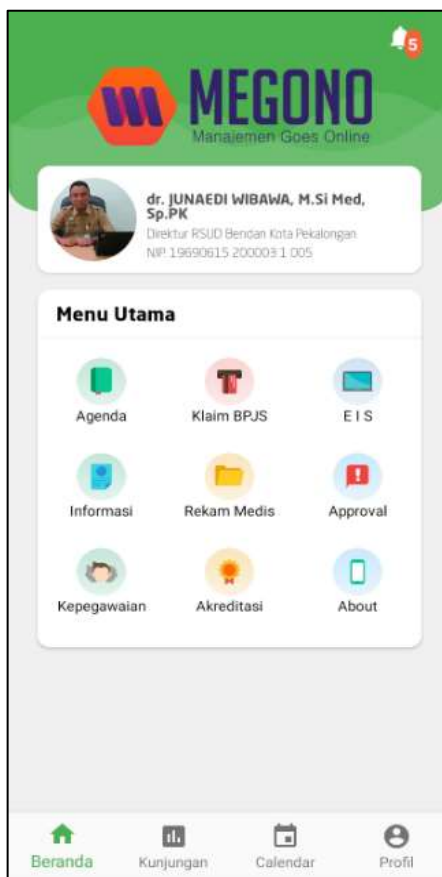 5
MEGONO
Manajemen Goes Online
dr. JUNAEDI WIBAWA, M.Si Med,
Sp.PK
Direktur RSUD Bendan Kota Pekalongan
NIP 19690615 200003 1 005
Menu Utama
Agenda Klaim BPJS E I S
Informasi Rekam Medis Approval
Kepegawaian Akreditasi About
Beranda Kunjungan Calendar Profil